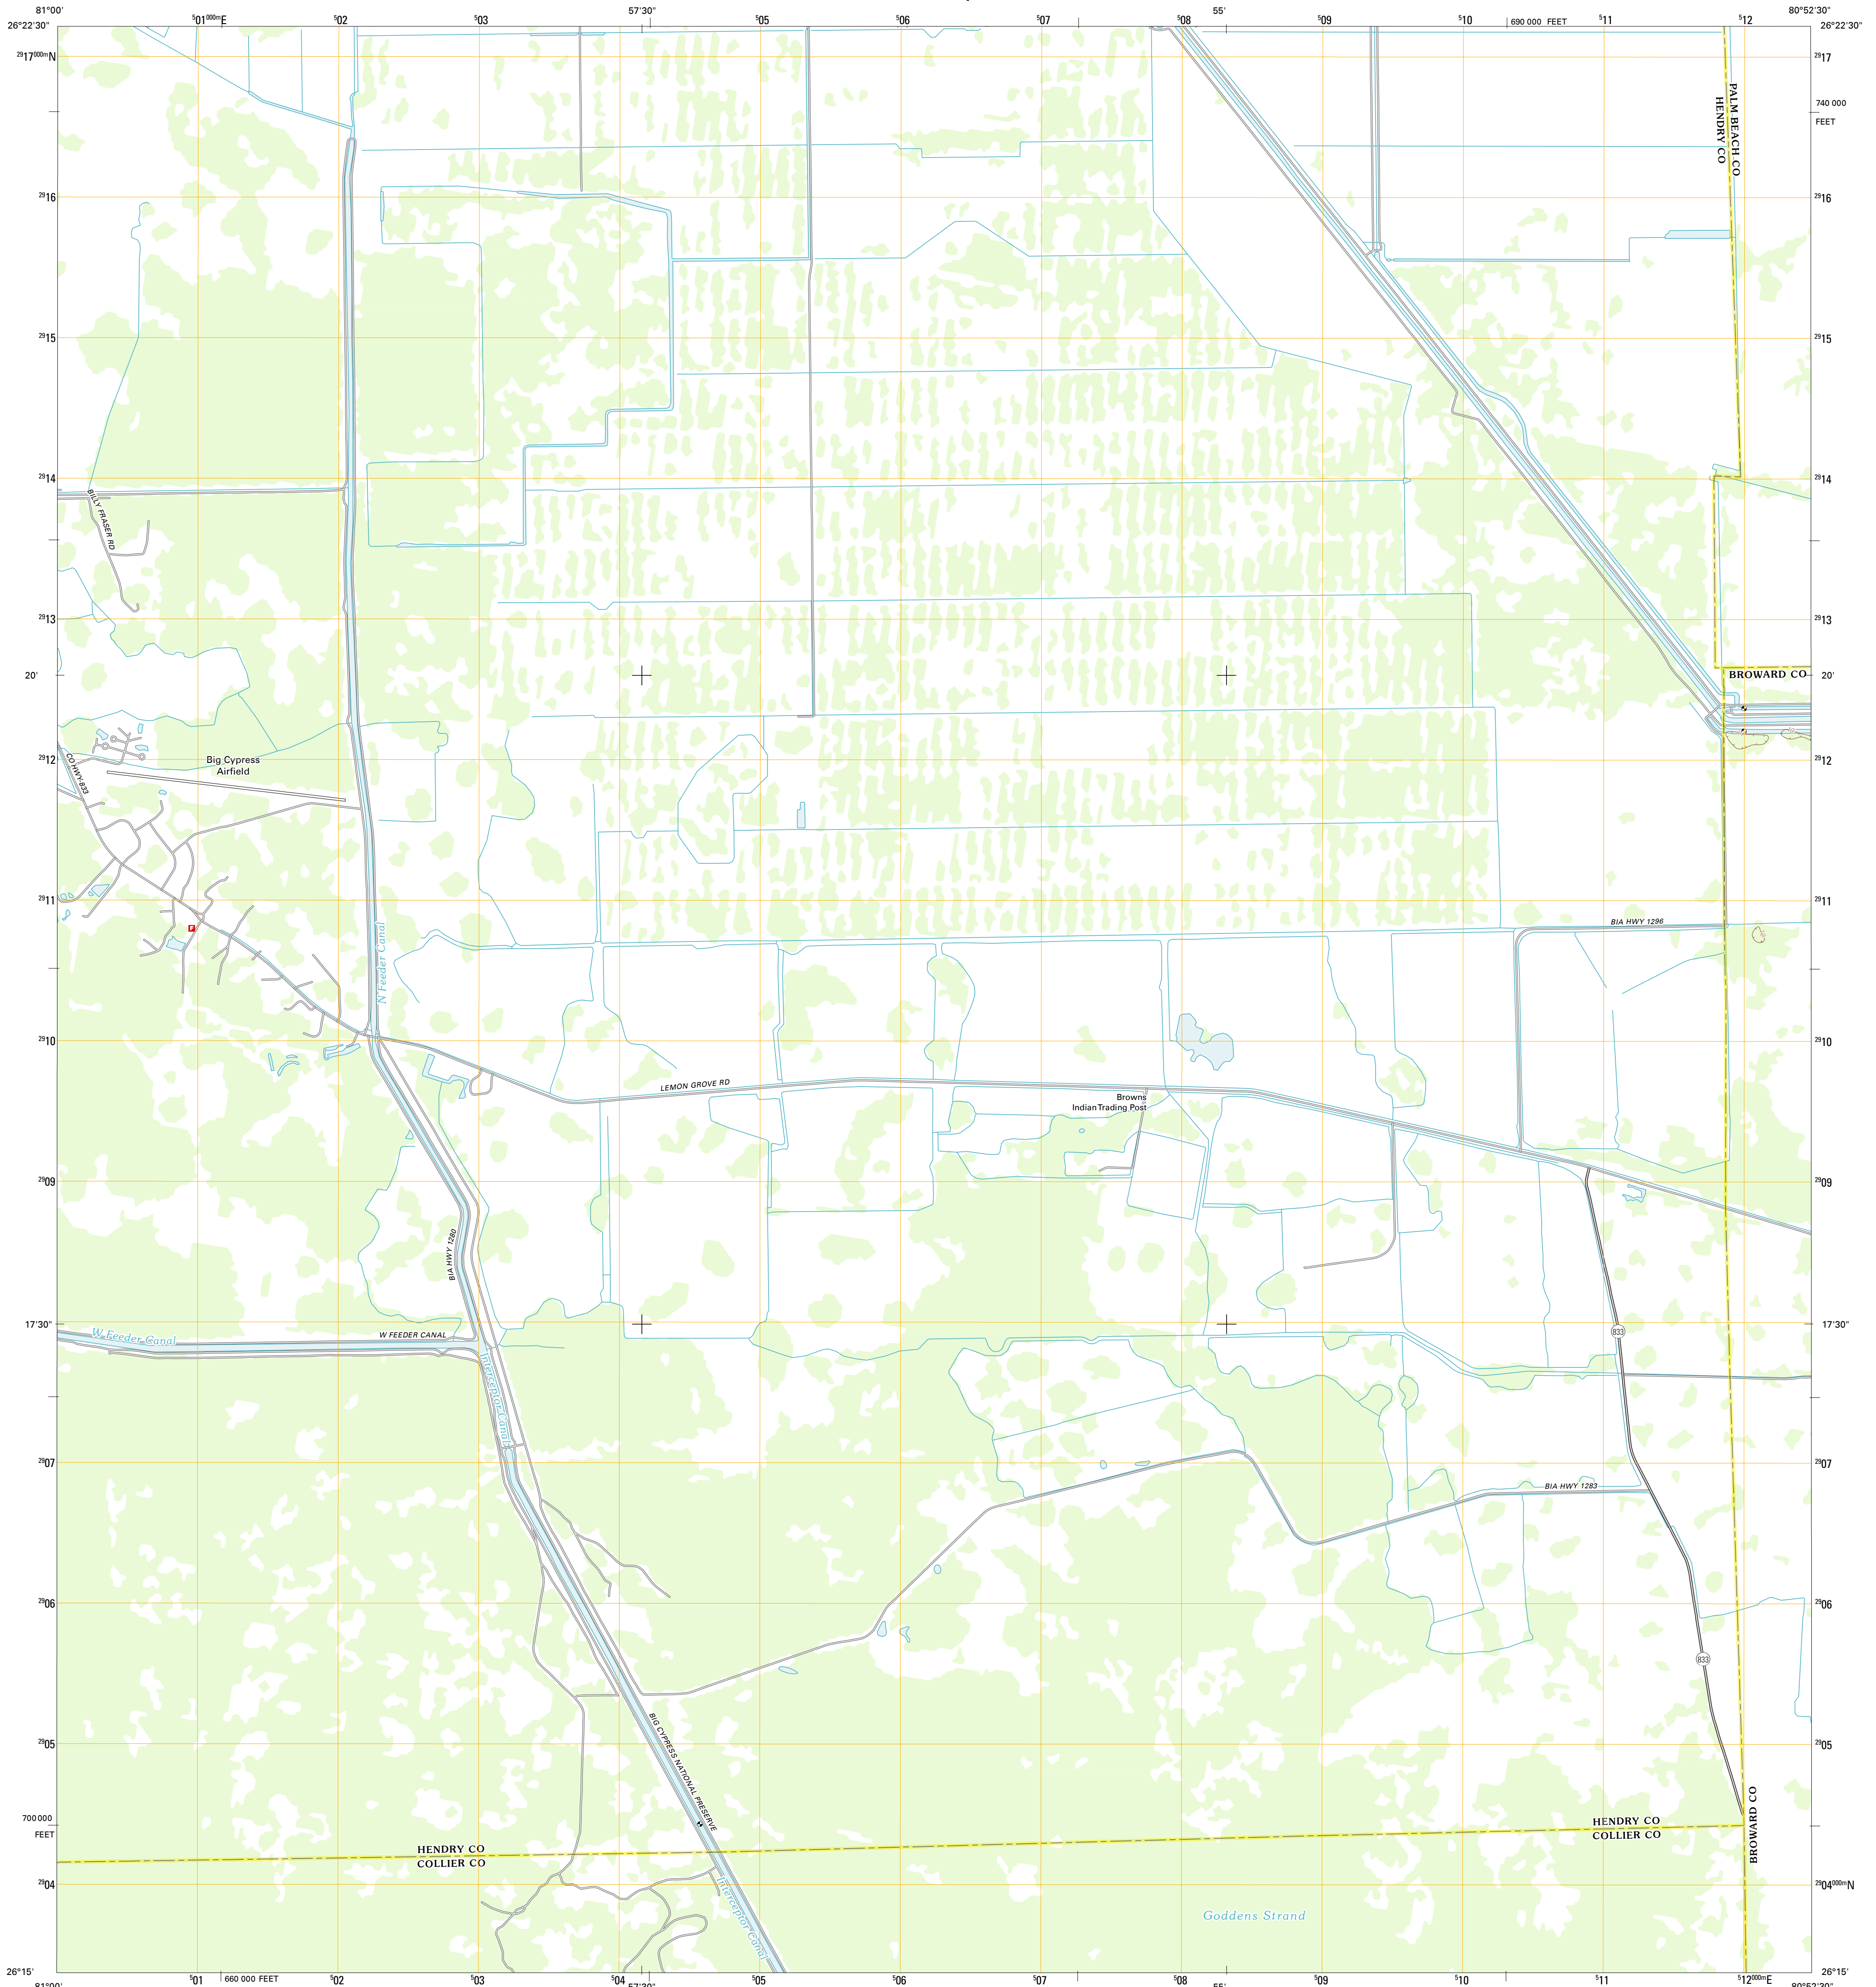 81°00'
⁵01⁰⁰⁰ᵐE
⁵02
⁵03
57'30"
⁵05
⁵06
⁵07
⁵08
55'
⁵09
⁵10
690 000 FEET
⁵11
⁵12
80°52'30"
26°22'30"
26°22'30"
²⁹17⁰⁰⁰ᵐN
²⁹17
740 000
FEET
PALM BEACH CO
HENDRY CO
²⁹16
²⁹16
²⁹15
²⁹15
²⁹14
²⁹14
BILLY FRASER RD
²⁹13
²⁹13
20'
BROWARD CO
20'
²⁹12
²⁹12
CO HWY-833
Big Cypress
Airfield
²⁹11
²⁹11
BIA HWY 1296
F
N Feeder Canal
²⁹10
²⁹10
LEMON GROVE RD
Browns
Indian Trading Post
²⁹09
²⁹09
BIA HWY 1280
17'30"
17'30"
W Feeder Canal
W FEEDER CANAL
833
Interceptor Canal
²⁹07
²⁹07
BIA HWY 1283
²⁹06
²⁹06
833
²⁹05
²⁹05
BIG CYPRESS NATIONAL PRESERVE
700 000
FEET
HENDRY CO
COLLIER CO
HENDRY CO
COLLIER CO
BROWARD CO
²⁹04
²⁹04⁰⁰⁰ᵐN
Interceptor Canal
Goddens Strand
26°15'
26°15'
81°00'
⁵01
660 000 FEET
⁵02
⁵03
⁵04
57'30"
⁵05
⁵06
⁵07
⁵08
55'
⁵09
⁵10
⁵11
⁵12⁰⁰⁰ᵐE
80°52'30"